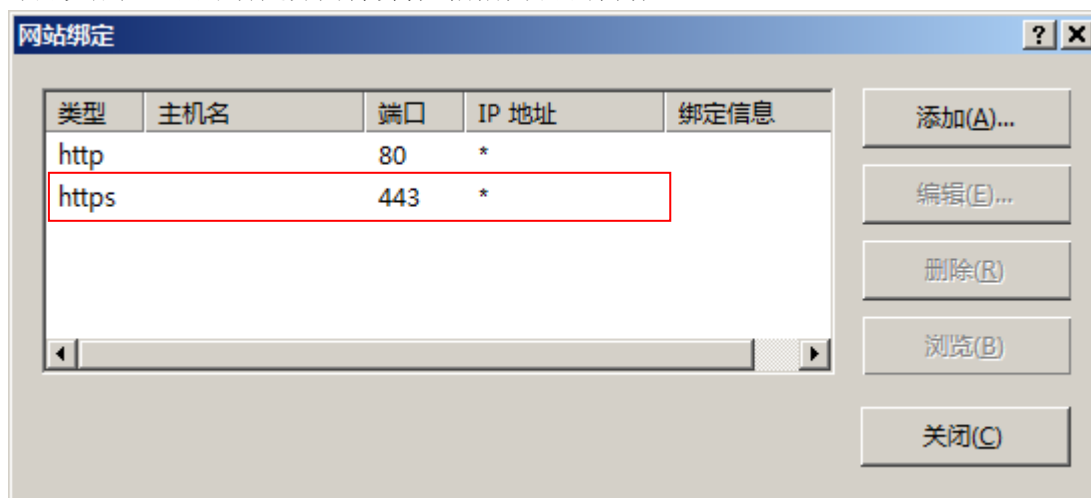 网站绑定
类型 主机名 端口 IP 地址 绑定信息
http 80 *
https 443 *
添加(A)...
编辑(E)...
删除(R)
浏览(B)
关闭(C)